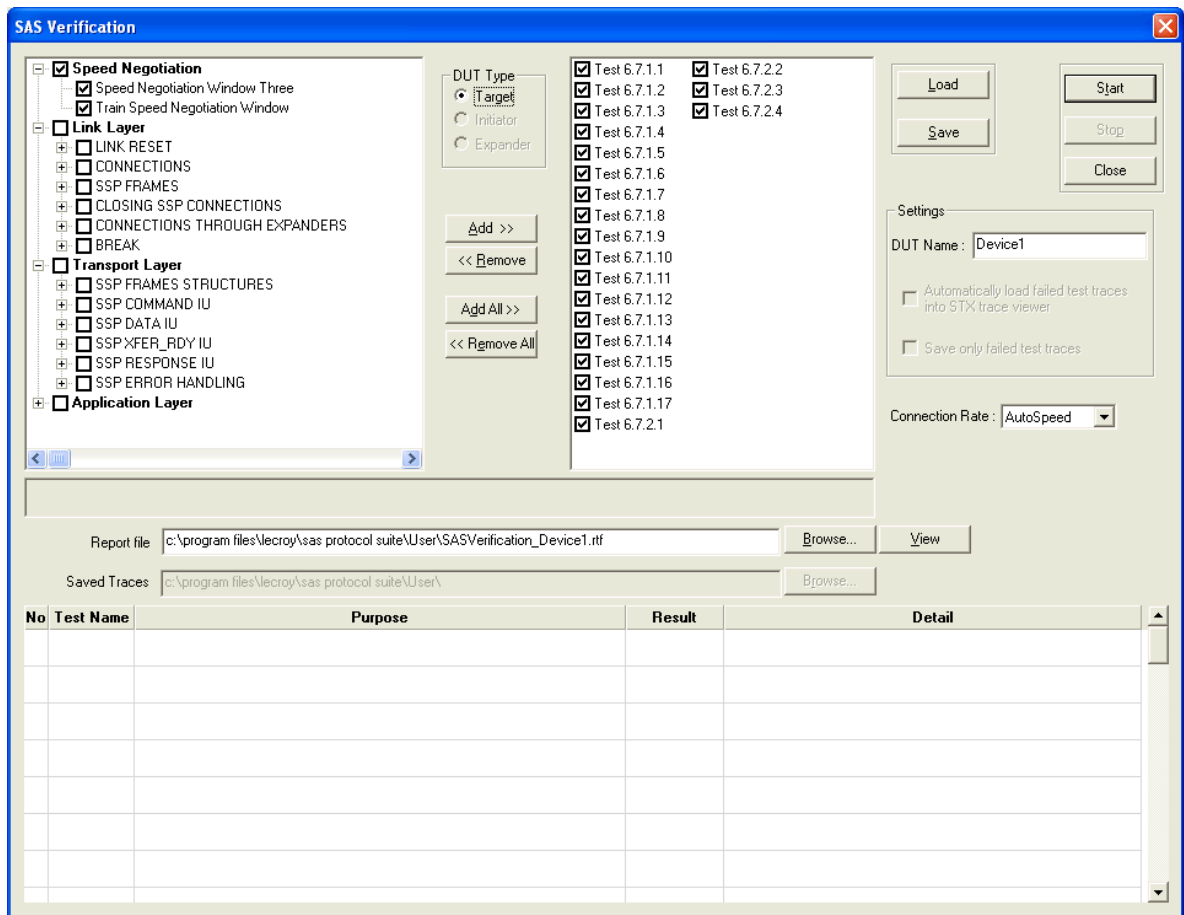 SAS Verification
Speed Negotiation
Speed Negotiation Window Three
Train Speed Negotiation Window
Link Layer
LINK RESET
CONNECTIONS
SSP FRAMES
CLOSING SSP CONNECTIONS
CONNECTIONS THROUGH EXPANDERS
BREAK
Transport Layer
SSP FRAMES STRUCTURES
SSP COMMAND IU
SSP DATA IU
SSP XFER_RDY IU
SSP RESPONSE IU
SSP ERROR HANDLING
Application Layer
DUT Type
Target
Initiator
Expander
Add >>
<< Remove
Add All >>
<< Remove All
Test 6.7.1.1
Test 6.7.1.2
Test 6.7.1.3
Test 6.7.1.4
Test 6.7.1.5
Test 6.7.1.6
Test 6.7.1.7
Test 6.7.1.8
Test 6.7.1.9
Test 6.7.1.10
Test 6.7.1.11
Test 6.7.1.12
Test 6.7.1.13
Test 6.7.1.14
Test 6.7.1.15
Test 6.7.1.16
Test 6.7.1.17
Test 6.7.2.1
Test 6.7.2.2
Test 6.7.2.3
Test 6.7.2.4
Load
Save
Start
Stop
Close
Settings
DUT Name : Device1
Automatically load failed test traces
into STX trace viewer
Save only failed test traces
Connection Rate : AutoSpeed
Report file c:\program files\lecroy\sas protocol suite\User\SASVerification_Device1.rtf Browse... View
Saved Traces c:\program files\lecroy\sas protocol suite\User\ Browse...
No Test Name Purpose Result Detail